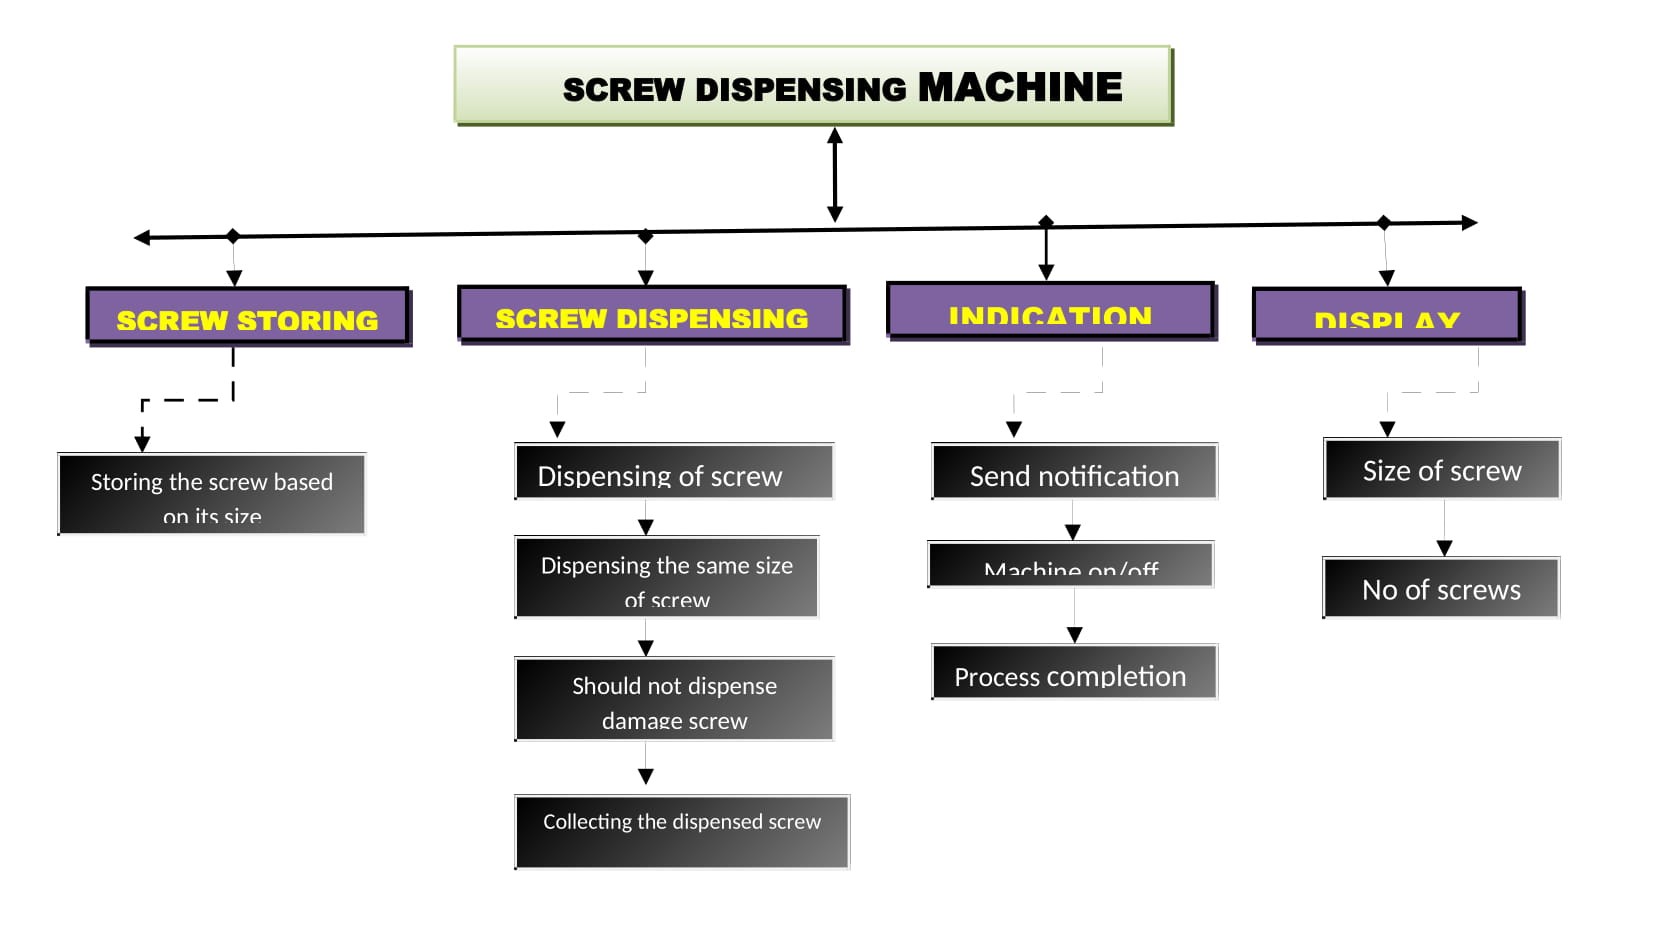 SCREW DISPENSING MACHINE
SCREW STORING
SCREW DISPENSING
INDICATION
DISPLAY
Storing the screw based
on its size
Dispensing of screw
Dispensing the same size
of screw
Should not dispense
damage screw
Collecting the dispensed screw
Send notification
Machine on/off
Process completion
Size of screw
No of screws